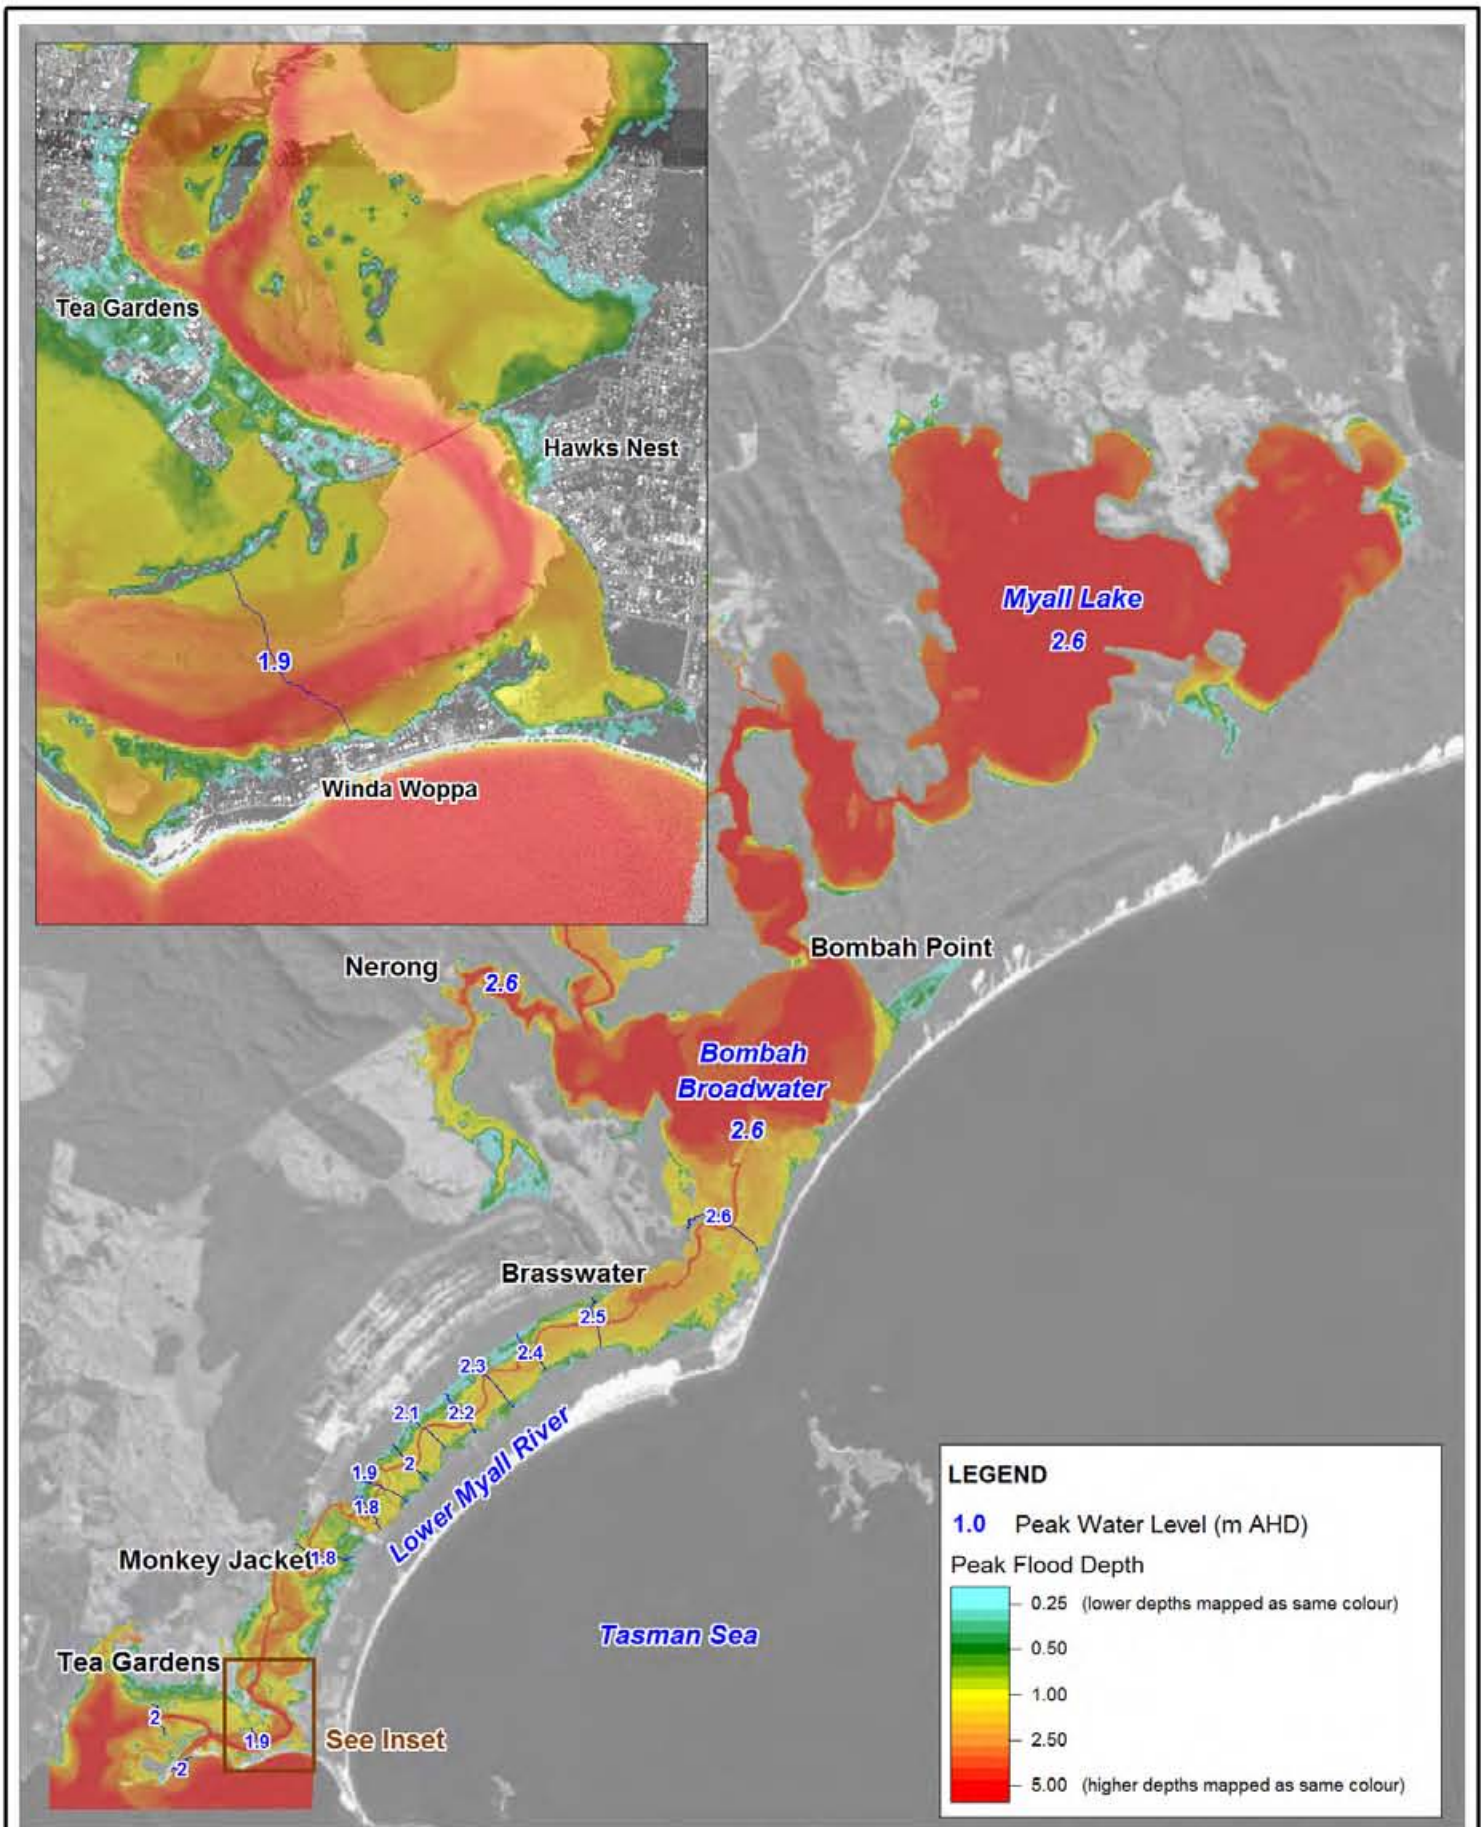 Tea Gardens
Hawks Nest
1.9
Winda Woppa
Myall Lake
2.6
Bombah Point
Nerong
2.6
Bombah
Broadwater
2.6
2.6
Brasswater
2.5
2.4
2.3
2.2
2.1
2
1.9
1.8
Lower Myall River
Monkey Jacket
1.8
Tasman Sea
Tea Gardens
2
1.9
2
See Inset
LEGEND
1.0 Peak Water Level (m AHD)
Peak Flood Depth
0.25 (lower depths mapped as same colour)
0.50
1.00
2.50
5.00 (higher depths mapped as same colour)